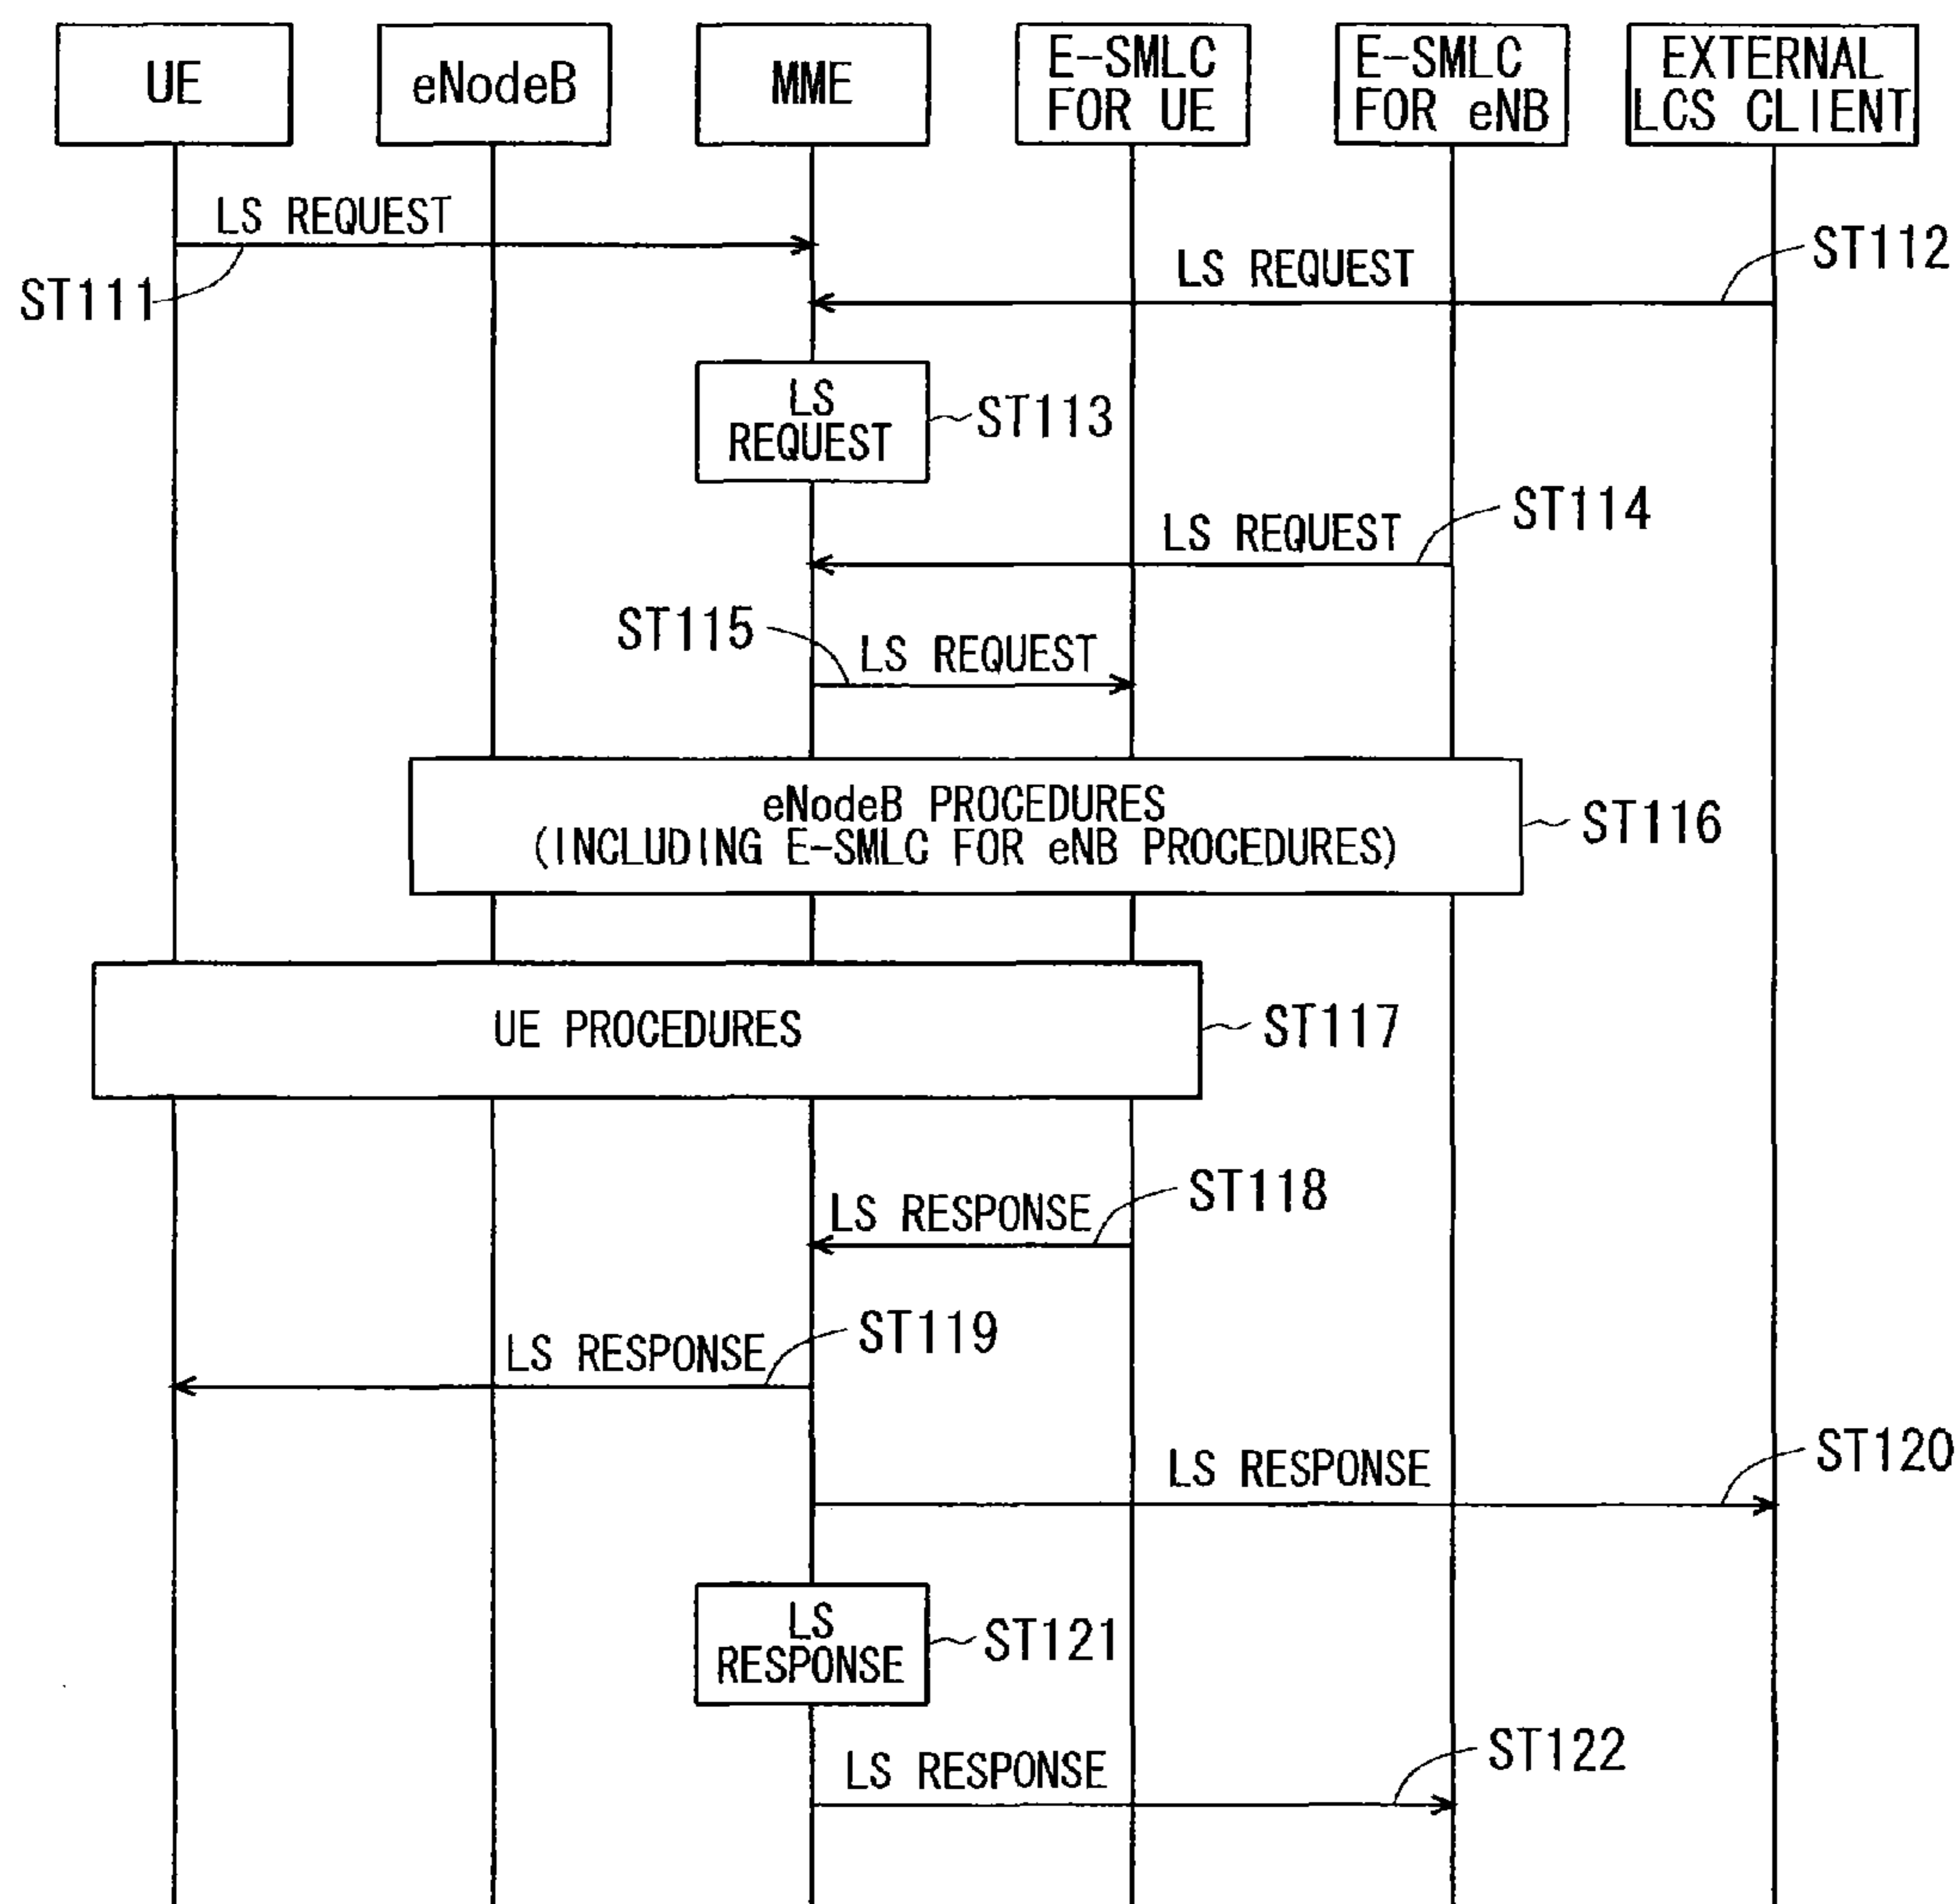 UE
eNodeB
MME
E-SMLC
FOR UE
E-SMLC
FOR eNB
EXTERNAL
LCS CLIENT
LS REQUEST
ST111
LS REQUEST
ST112
LS
REQUEST
ST113
LS REQUEST
ST114
ST115
LS REQUEST
eNodeB PROCEDURES
(INCLUDING E-SMLC FOR eNB PROCEDURES)
ST116
UE PROCEDURES
ST117
LS RESPONSE
ST118
LS RESPONSE
ST119
LS RESPONSE
ST120
LS
RESPONSE
ST121
LS RESPONSE
ST122